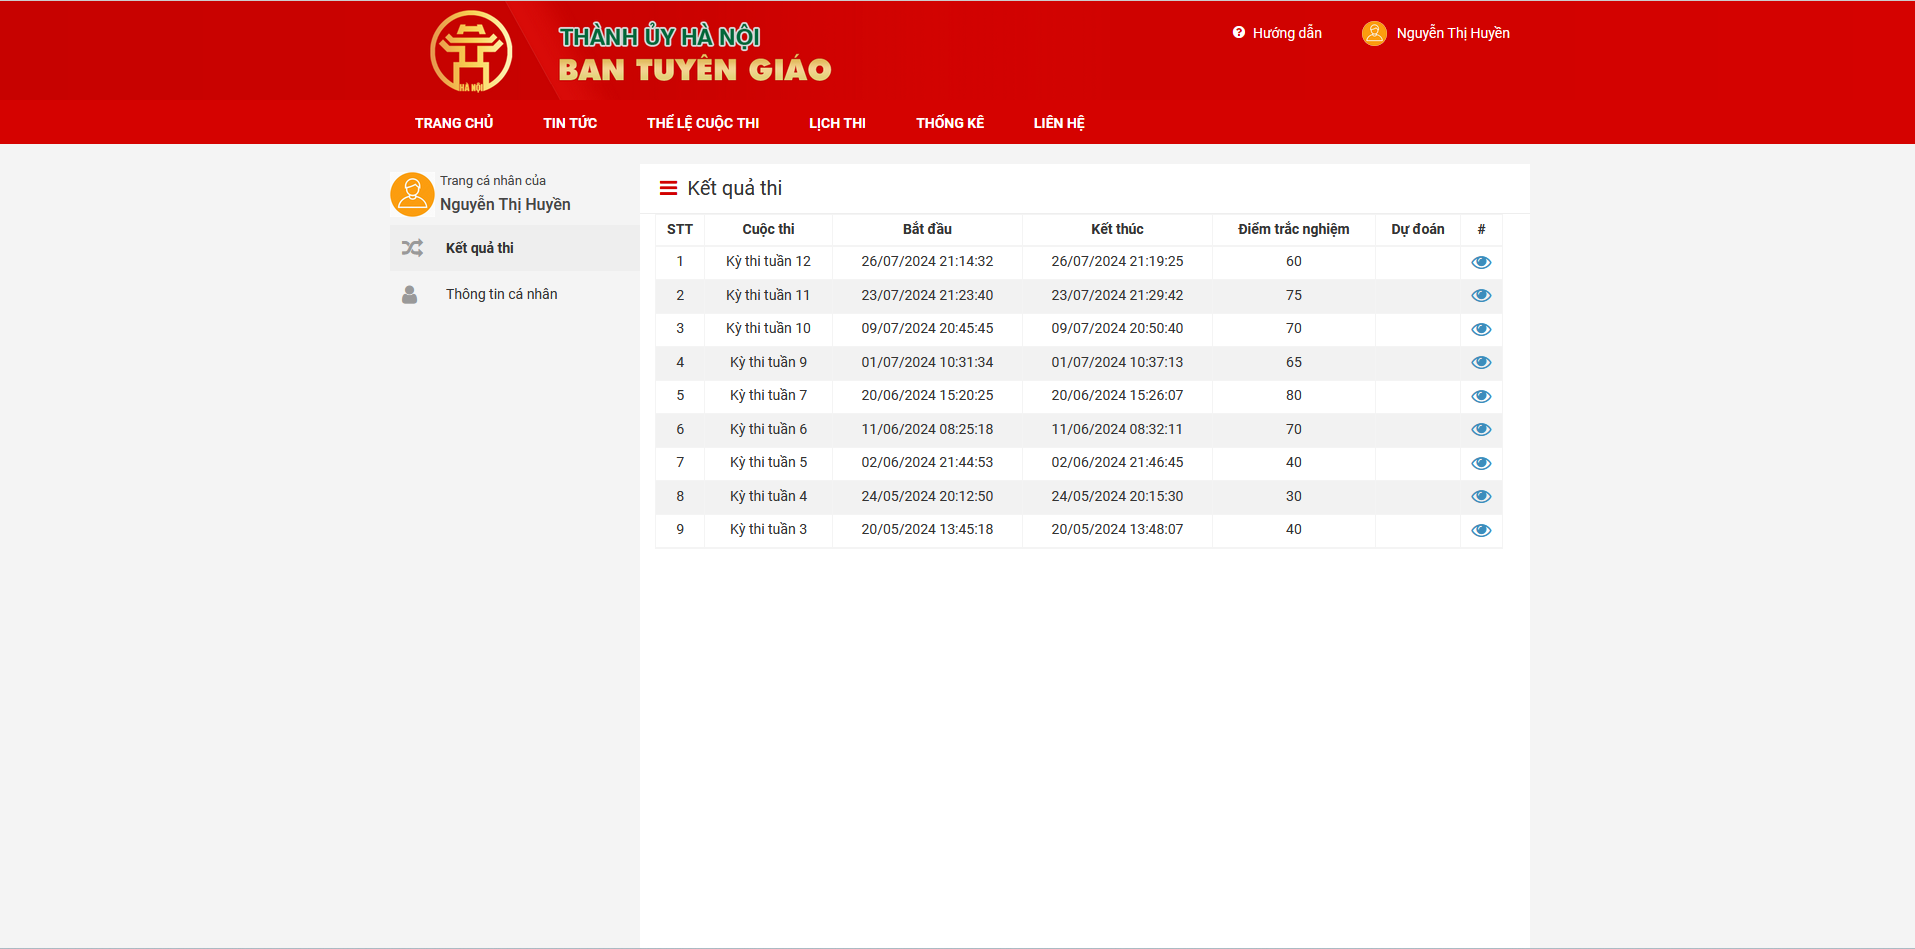 HÀ NỘI
THÀNH ỦY HÀ NỘI
BAN TUYÊN GIÁO
Hướng dẫn
Nguyễn Thị Huyền
TRANG CHỦ TIN TỨC THỂ LỆ CUỘC THI LỊCH THI THỐNG KÊ LIÊN HỆ
Trang cá nhân của
Nguyễn Thị Huyền
Kết quả thi
Thông tin cá nhân
Kết quả thi
STT Cuộc thi Bắt đầu Kết thúc Điểm trắc nghiệm Dự đoán #
1 Kỳ thi tuần 12 26/07/2024 21:14:32 26/07/2024 21:19:25 60
2 Kỳ thi tuần 11 23/07/2024 21:23:40 23/07/2024 21:29:42 75
3 Kỳ thi tuần 10 09/07/2024 20:45:45 09/07/2024 20:50:40 70
4 Kỳ thi tuần 9 01/07/2024 10:31:34 01/07/2024 10:37:13 65
5 Kỳ thi tuần 7 20/06/2024 15:20:25 20/06/2024 15:26:07 80
6 Kỳ thi tuần 6 11/06/2024 08:25:18 11/06/2024 08:32:11 70
7 Kỳ thi tuần 5 02/06/2024 21:44:53 02/06/2024 21:46:45 40
8 Kỳ thi tuần 4 24/05/2024 20:12:50 24/05/2024 20:15:30 30
9 Kỳ thi tuần 3 20/05/2024 13:45:18 20/05/2024 13:48:07 40